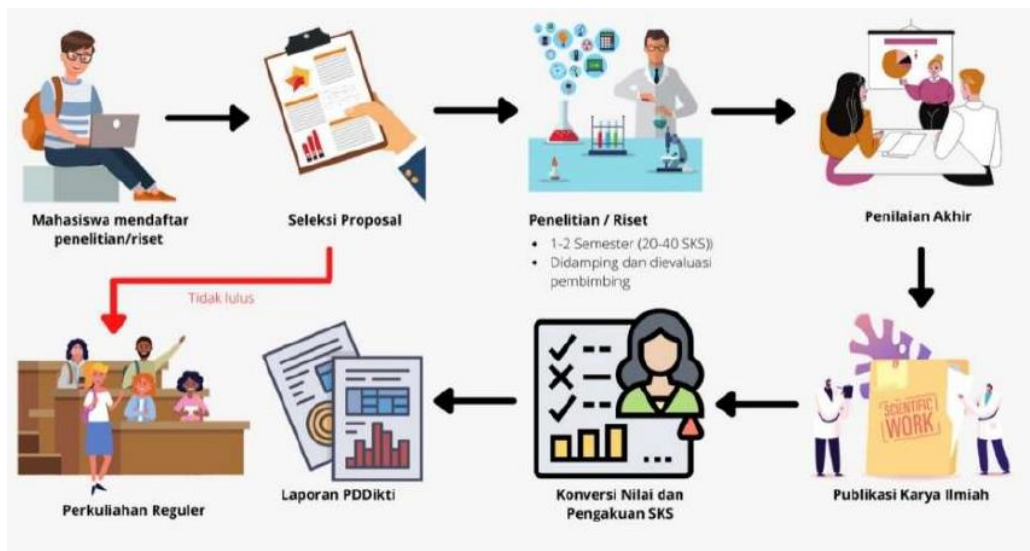 Mahasiswa mendaftar
penelitian/riset
Seleksi Proposal
Penelitian / Riset
• 1-2 Semester (20-40 SKS))
• Didamping dan dievaluasi
pembimbing
Penilaian Akhir
Tidak lulus
Perkuliahan Reguler
Laporan PDDikti
Konversi Nilai dan
Pengakuan SKS
SCIENTIFIC
WORK
Publikasi Karya Ilmiah